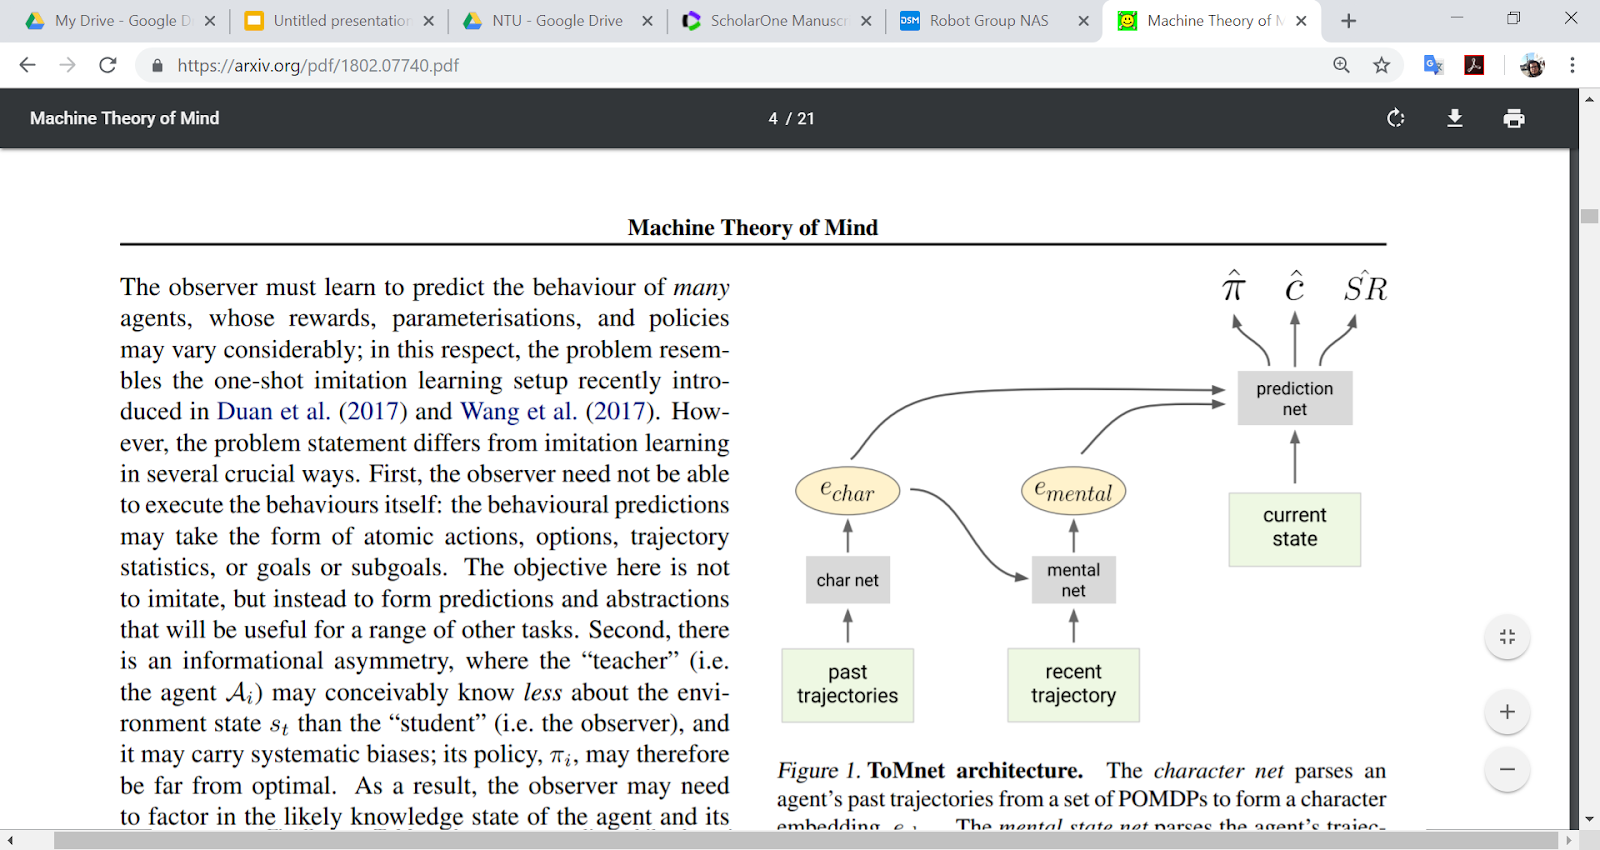 My Drive - Google D
Untitled presentation
NTU - Google Drive
ScholarOne Manuscr
DSM
Robot Group NAS
Machine Theory of M
https://arxiv.org/pdf/1802.07740.pdf
Machine Theory of Mind
4 / 21
Machine Theory of Mind
The observer must learn to predict the behaviour of many
agents, whose rewards, parameterisations, and policies
may vary considerably; in this respect, the problem resem-
bles the one-shot imitation learning setup recently intro-
duced in Duan et al. (2017) and Wang et al. (2017). How-
ever, the problem statement differs from imitation learning
in several crucial ways. First, the observer need not be able
to execute the behaviours itself: the behavioural predictions
may take the form of atomic actions, options, trajectory
statistics, or goals or subgoals. The objective here is not
to imitate, but instead to form predictions and abstractions
that will be useful for a range of other tasks. Second, there
is an informational asymmetry, where the “teacher” (i.e.
the agent 𝒜ᵢ) may conceivably know less about the envi-
ronment state sₜ than the “student” (i.e. the observer), and
it may carry systematic biases; its policy, πᵢ, may therefore
be far from optimal. As a result, the observer may need
to factor in the likely knowledge state of the agent and its
π̂ ĉ SR̂
prediction
net
e_char
e_mental
current
state
char net
mental
net
past
trajectories
recent
trajectory
Figure 1. ToMnet architecture. The character net parses an
agent’s past trajectories from a set of POMDPs to form a character
embedding, The mental state net parses the agent’s trajec-